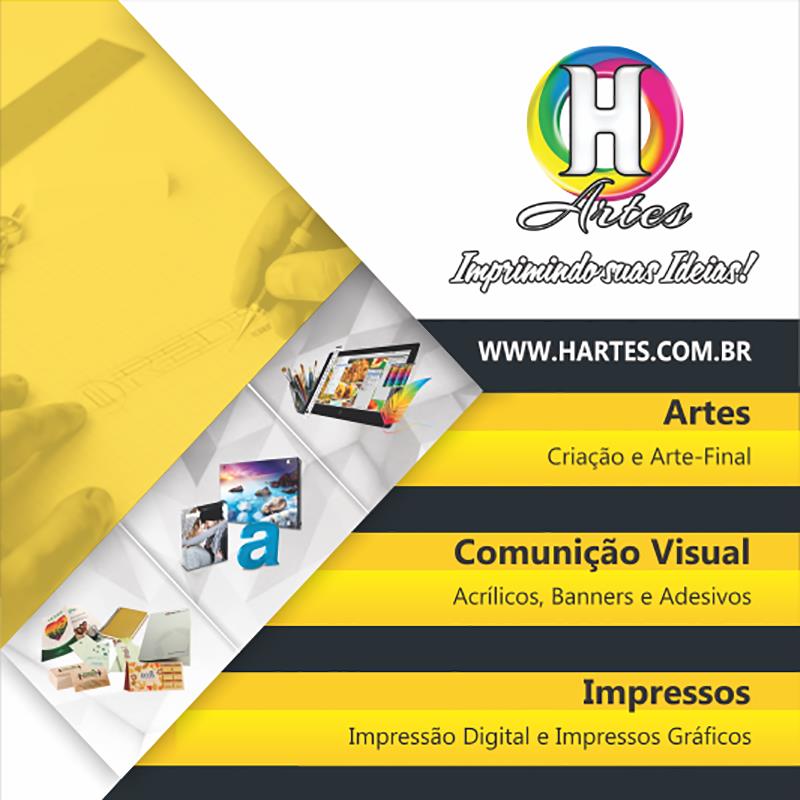 H
Artes
Imprimindo suas Ideias!
WWW.HARTES.COM.BR
Artes
Criação e Arte-Final
Comunição Visual
Acrílicos, Banners e Adesivos
a
Impressos
Impressão Digital e Impressos Gráficos